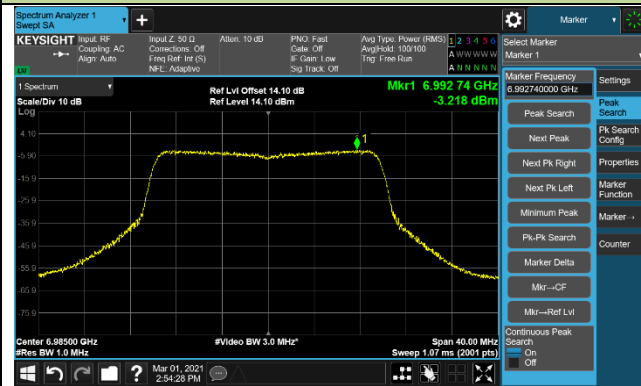 Spectrum Analyzer 1
Swept SA
Marker
KEYSIGHT
Input: RF
Coupling: AC
Align: Auto
Input Z: 50 Ω
Corrections: Off
Freq Ref: Int (S)
NFE: Adaptive
Atten: 10 dB
PNO: Fast
Gate: Off
IF Gain: Low
Sig Track: Off
Avg Type: Power (RMS)
Avg|Hold: 100/100
Trig: Free Run
1 2 3 4 5 6
A W W W W W
A N N N N N
LXI
Select Marker
Marker 1
1 Spectrum
Scale/Div 10 dB
Log
Ref Lvl Offset 14.10 dB
Ref Level 14.10 dBm
Mkr1 6.992 74 GHz
-3.218 dBm
4.10
-5.90
-15.9
-25.9
-35.9
-45.9
-55.9
-65.9
-75.9
1
Center 6.98500 GHz
#Res BW 1.0 MHz
#Video BW 3.0 MHz*
Span 40.00 MHz
Sweep 1.07 ms (2001 pts)
Marker Frequency
6.992740000 GHz
Peak Search
Next Peak
Next Pk Right
Next Pk Left
Minimum Peak
Pk-Pk Search
Marker Delta
Mkr→CF
Mkr→Ref Lvl
Continuous Peak
Search
On
Off
Settings
Peak
Search
Pk Search
Config
Properties
Marker
Function
Marker→
Counter
Mar 01, 2021
2:54:28 PM